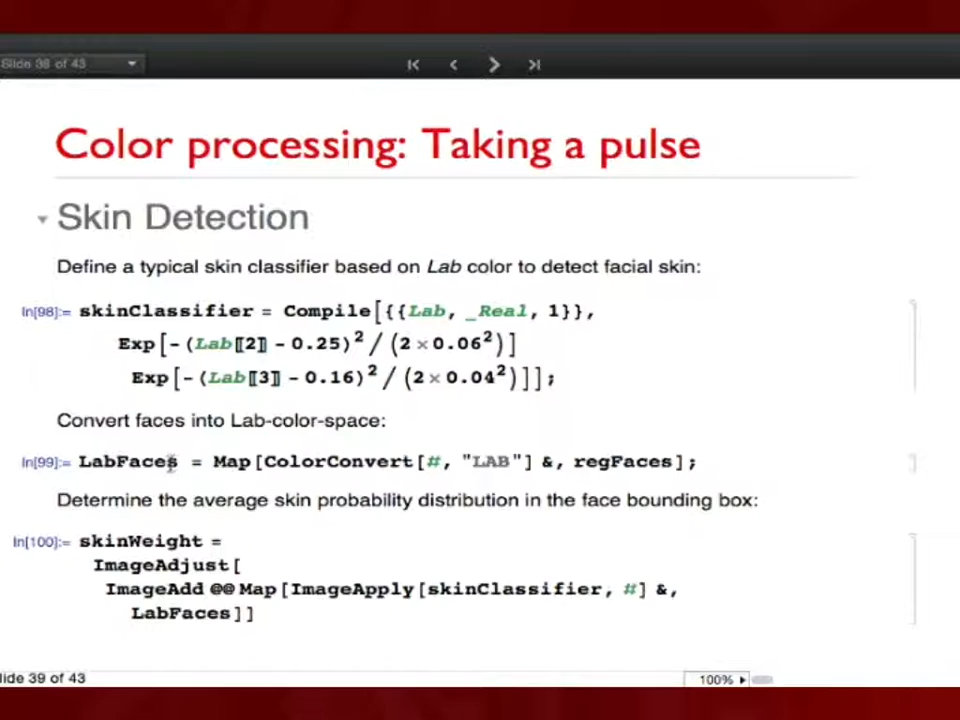 Slide 39 of 43
Color processing: Taking a pulse
Skin Detection
Define a typical skin classifier based on Lab color to detect facial skin:
In[98]:= skinClassifier = Compile[{{Lab, _Real, 1}},
Exp[-(Lab[[2]] - 0.25)^2 / (2 × 0.06^2)]
Exp[-(Lab[[3]] - 0.16)^2 / (2 × 0.04^2)]];
Convert faces into Lab-color-space:
In[99]:= LabFaces = Map[ColorConvert[#, "LAB"] &, regFaces];
Determine the average skin probability distribution in the face bounding box:
In[100]:= skinWeight =
ImageAdjust[
ImageAdd @@ Map[ImageApply[skinClassifier, #] &,
LabFaces]]
lide 39 of 43
100%